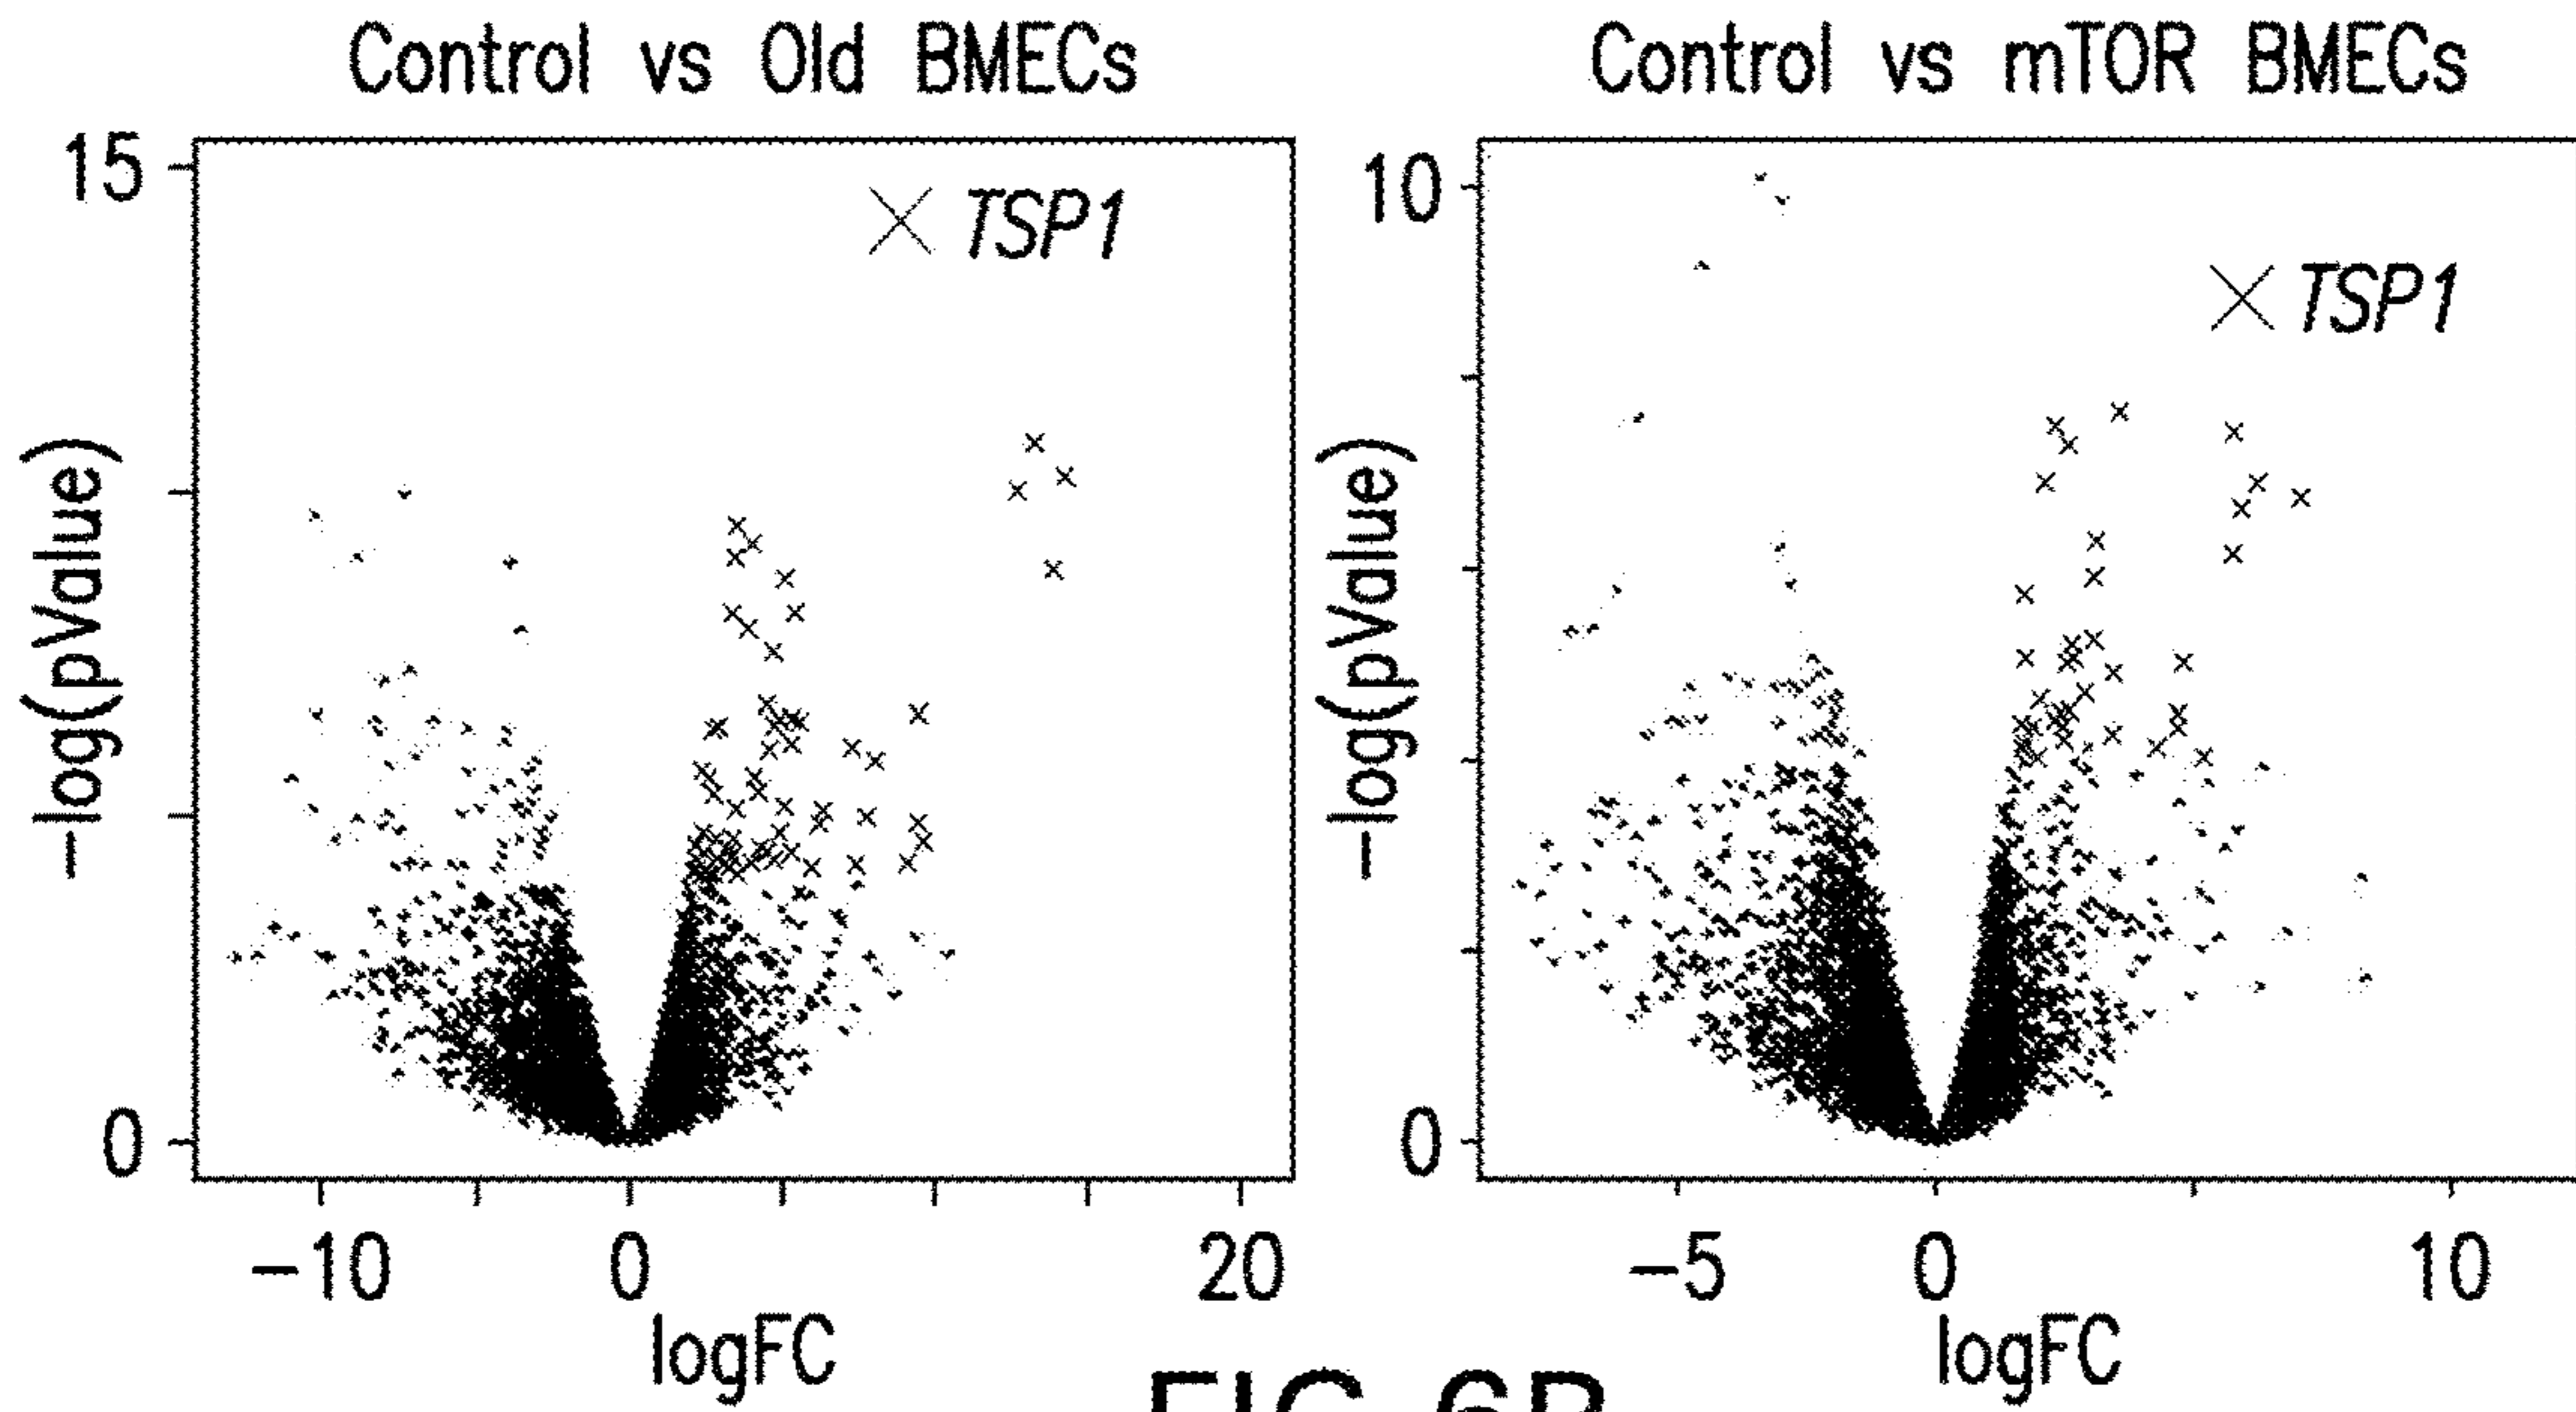 Control vs Old BMECs
15
TSP1
-log(pValue)
0
-10 0 20
logFC
Control vs mTOR BMECs
10
TSP1
-log(pValue)
0
-5 0 10
logFC